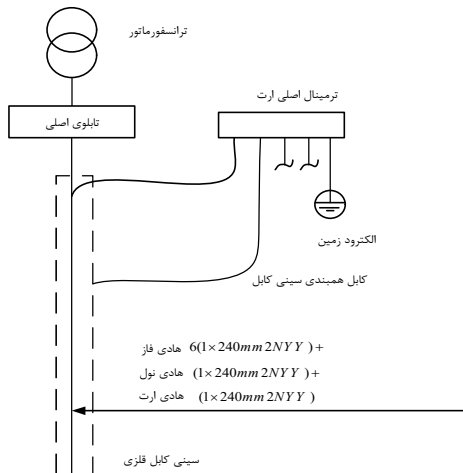 ترانسفورماتور
ترمینال اصلی ارت
تابلوی اصلی
الکترود زمین
کابل همبندی سینی کابل
هادی فاز 6(1×240mm2NYY)+
هادی نول (1×240mm2NYY)+
هادی ارت (1×240mm2NYY)
سینی کابل قلزی